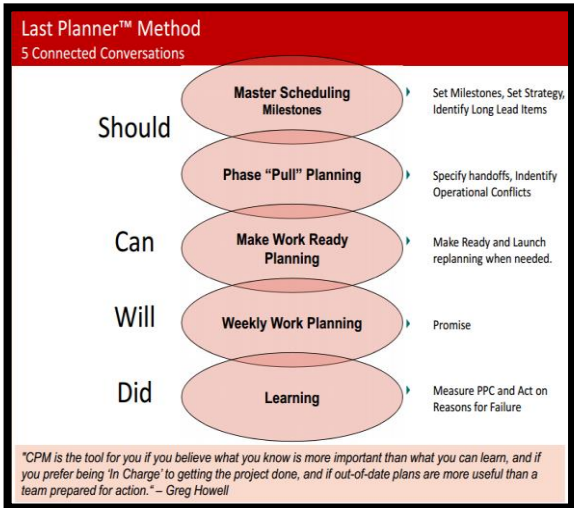 Last Planner™ Method
5 Connected Conversations
Should
Master Scheduling
Milestones
Set Milestones, Set Strategy,
Identify Long Lead Items
Phase “Pull” Planning
Specify handoffs, Indentify
Operational Conflicts
Can
Make Work Ready
Planning
Make Ready and Launch
replanning when needed.
Will
Weekly Work Planning
Promise
Did
Learning
Measure PPC and Act on
Reasons for Failure
"CPM is the tool for you if you believe what you know is more important than what you can learn, and if
you prefer being ‘In Charge’ to getting the project done, and if out-of-date plans are more useful than a
team prepared for action.“ – Greg Howell